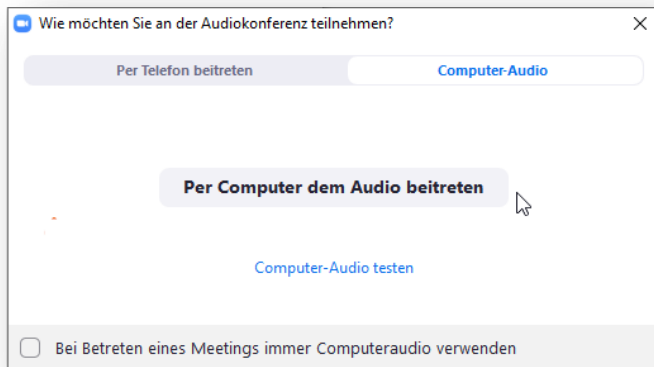 Wie möchten Sie an der Audiokonferenz teilnehmen?
Per Telefon beitreten
Computer-Audio
Per Computer dem Audio beitreten
Computer-Audio testen
Bei Betreten eines Meetings immer Computeraudio verwenden